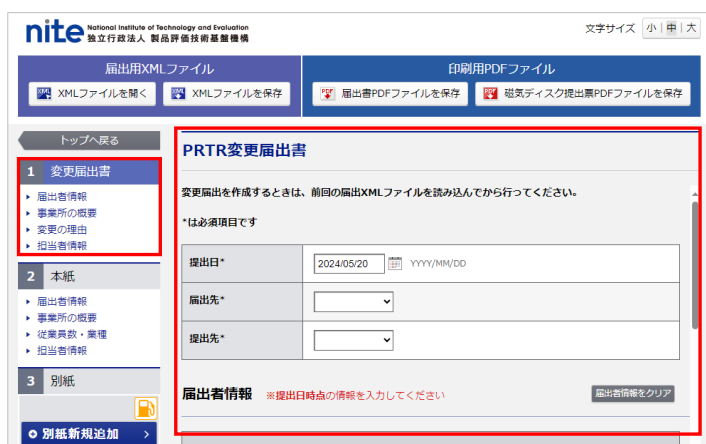 nite National Institute of Technology and Evaluation
独立行政法人 製品評価技術基盤機構
文字サイズ 小 中 大
届出用XMLファイル
XMLファイルを開く XMLファイルを保存
印刷用PDFファイル
届出書PDFファイルを保存 磁気ディスク提出票PDFファイルを保存
トップへ戻る
1 変更届出書
届出者情報
事業所の概要
変更の理由
担当者情報
2 本紙
届出者情報
事業所の概要
従業員数・業種
担当者情報
3 別紙
別紙新規追加
PRTR変更届出書
変更届出を作成するときは、前回の届出XMLファイルを読み込んでから行ってください。
*は必須項目です
提出日* 2024/05/20 YYYY/MM/DD
届出先*
提出先*
届出者情報 ※提出日時点の情報を入力してください 届出者情報をクリア